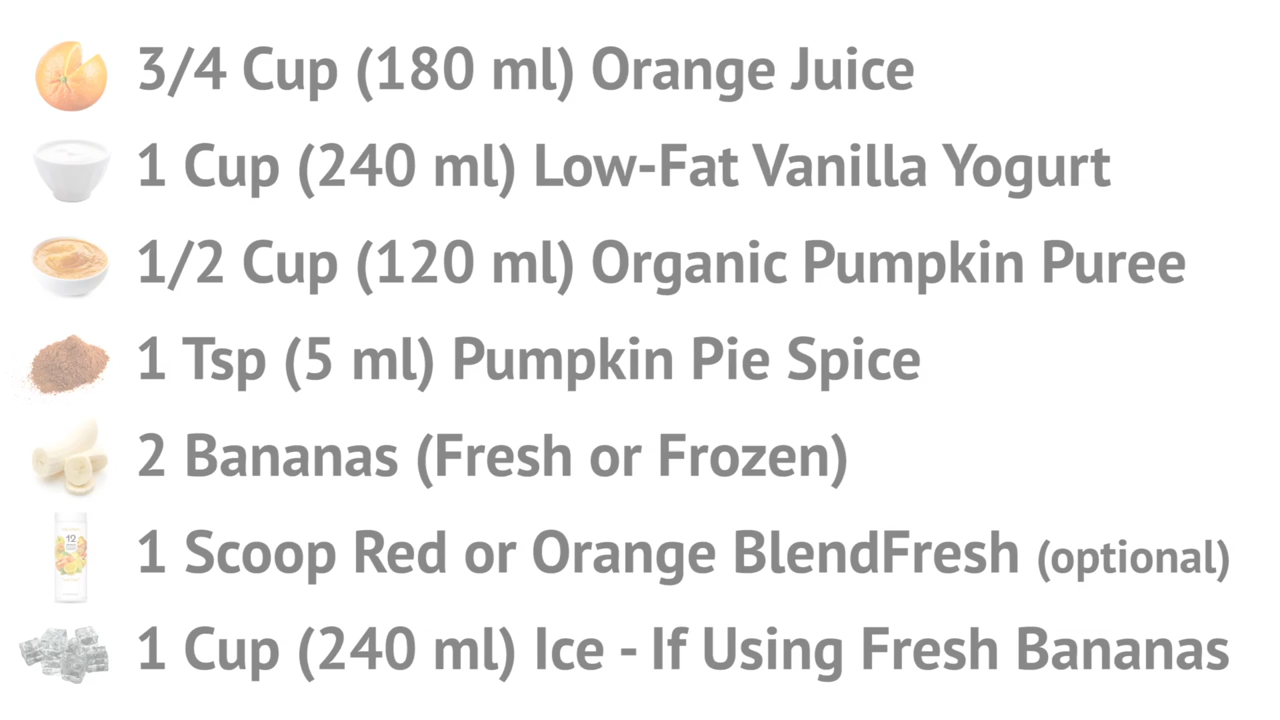 3/4 Cup (180 ml) Orange Juice
1 Cup (240 ml) Low-Fat Vanilla Yogurt
1/2 Cup (120 ml) Organic Pumpkin Puree
1 Tsp (5 ml) Pumpkin Pie Spice
2 Bananas (Fresh or Frozen)
12
1 Scoop Red or Orange BlendFresh (optional)
1 Cup (240 ml) Ice - If Using Fresh Bananas